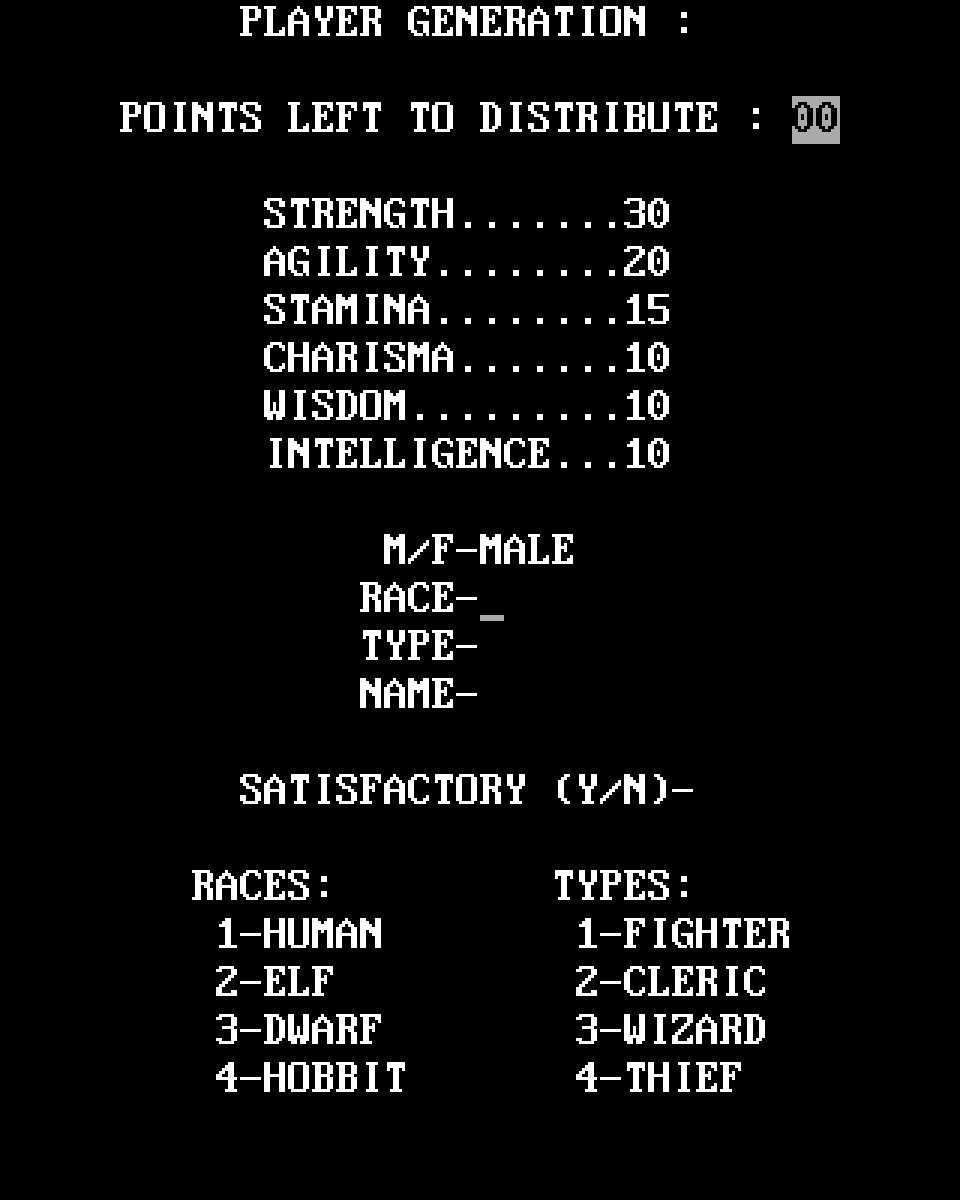 PLAYER GENERATION :
POINTS LEFT TO DISTRIBUTE : 00
STRENGTH.......30
AGILITY........20
STAMINA........15
CHARISMA.......10
WISDOM.........10
INTELLIGENCE...10
M/F-MALE
RACE-_
TYPE-
NAME-
SATISFACTORY (Y/N)-
RACES: TYPES:
1-HUMAN 1-FIGHTER
2-ELF 2-CLERIC
3-DWARF 3-WIZARD
4-HOBBIT 4-THIEF